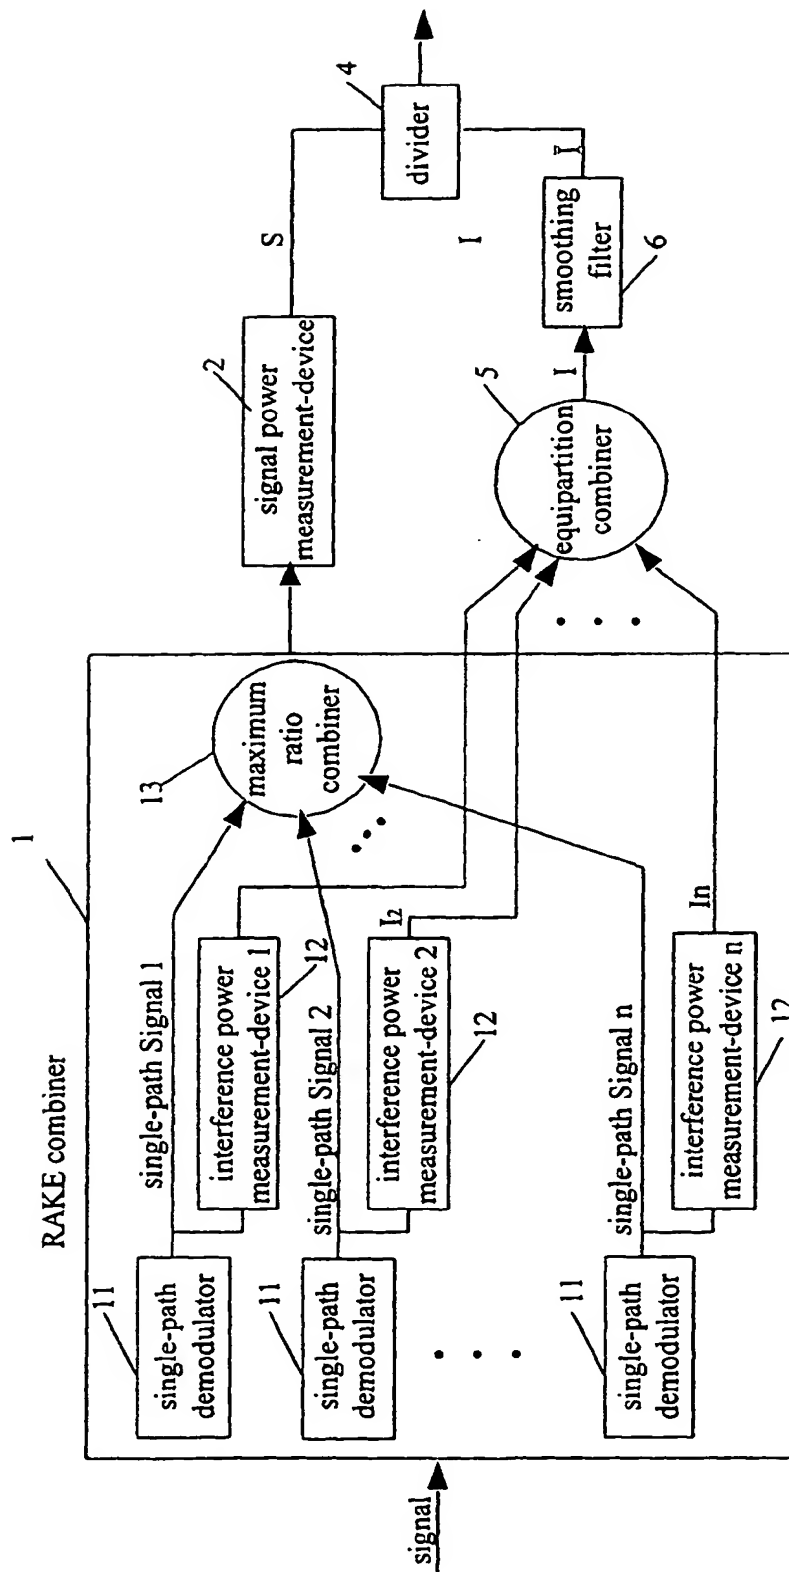 RAKE combiner
1
signal
11
single-path
demodulator
single-path Signal 1
interference power
measurement-device 1
12
11
single-path
demodulator
single-path Signal 2
interference power
measurement-device 2
12
I2
11
single-path
demodulator
single-path Signal n
interference power
measurement-device n
12
In
13
maximum
ratio
combiner
2
signal power
measurement-device
S
5
equipartition
combiner
I
smoothing
filter
6
I
I
4
divider